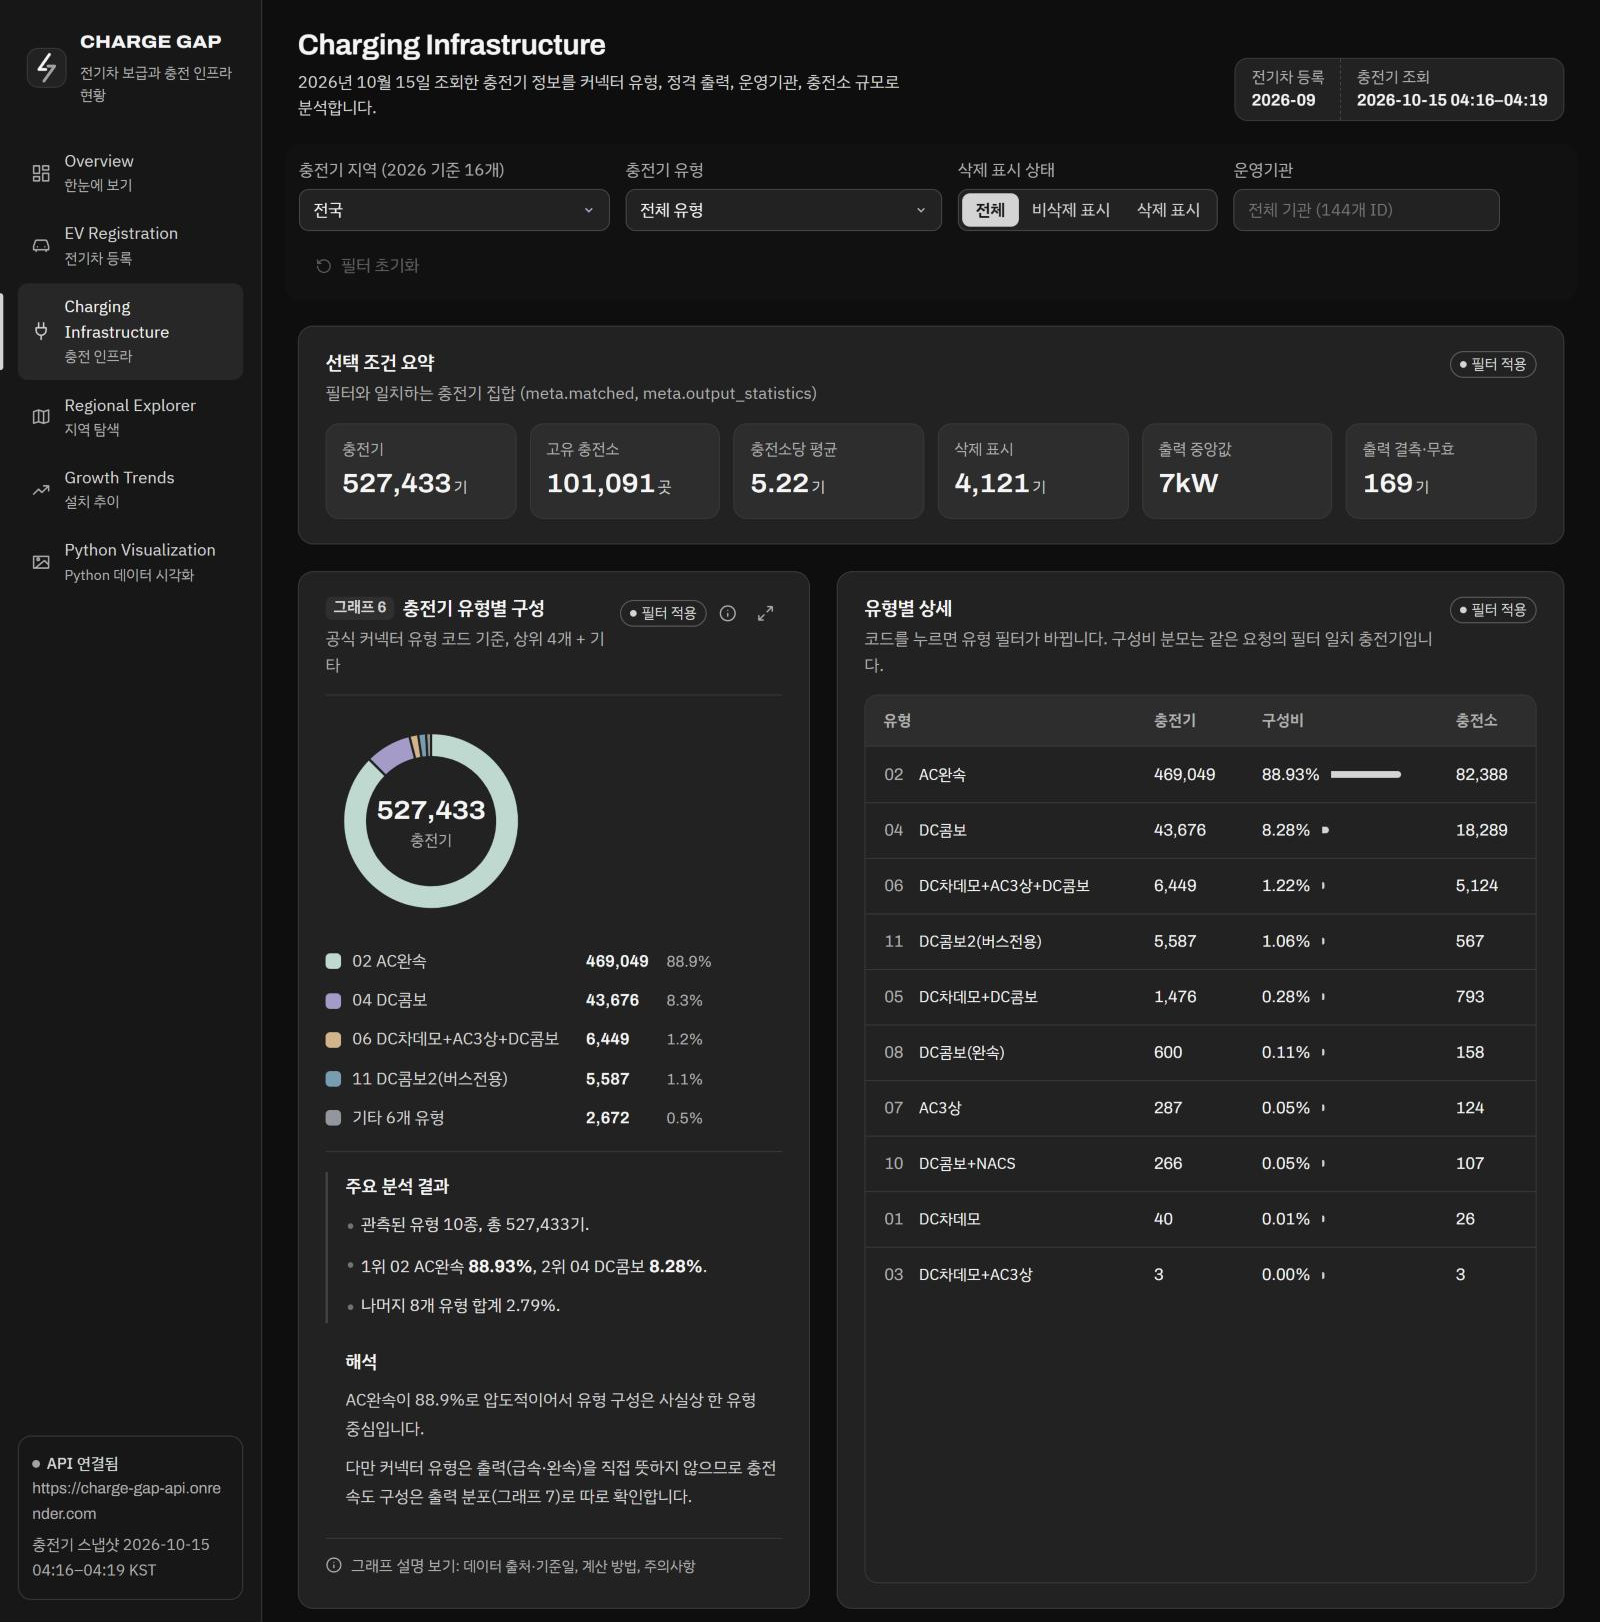 CHARGE GAP
전기차 보급과 충전 인프라
현황
Overview
한눈에 보기
EV Registration
전기차 등록
Charging
Infrastructure
충전 인프라
Regional Explorer
지역 탐색
Growth Trends
설치 추이
Python Visualization
Python 데이터 시각화
API 연결됨
https://charge-gap-api.onre
nder.com
충전기 스냅샷 2026-10-15
04:16–04:19 KST
Charging Infrastructure
2026년 10월 15일 조회한 충전기 정보를 커넥터 유형, 정격 출력, 운영기관, 충전소 규모로
분석합니다.
전기차 등록
2026-09
충전기 조회
2026-10-15 04:16–04:19
충전기 지역 (2026 기준 16개)
전국
충전기 유형
전체 유형
삭제 표시 상태
전체 비삭제 표시 삭제 표시
운영기관
전체 기관 (144개 ID)
필터 초기화
선택 조건 요약
필터 적용
필터와 일치하는 충전기 집합 (meta.matched, meta.output_statistics)
충전기
527,433기
고유 충전소
101,091곳
충전소당 평균
5.22기
삭제 표시
4,121기
출력 중앙값
7kW
출력 결측·무효
169기
그래프 6 충전기 유형별 구성
필터 적용
공식 커넥터 유형 코드 기준, 상위 4개 + 기
타
527,433
충전기
02 AC완속 469,049 88.9%
04 DC콤보 43,676 8.3%
06 DC차데모+AC3상+DC콤보 6,449 1.2%
11 DC콤보2(버스전용) 5,587 1.1%
기타 6개 유형 2,672 0.5%
주요 분석 결과
관측된 유형 10종, 총 527,433기.
1위 02 AC완속 88.93%, 2위 04 DC콤보 8.28%.
나머지 8개 유형 합계 2.79%.
해석
AC완속이 88.9%로 압도적이어서 유형 구성은 사실상 한 유형
중심입니다.
다만 커넥터 유형은 출력(급속·완속)을 직접 뜻하지 않으므로 충전
속도 구성은 출력 분포(그래프 7)로 따로 확인합니다.
그래프 설명 보기: 데이터 출처·기준일, 계산 방법, 주의사항
유형별 상세
필터 적용
코드를 누르면 유형 필터가 바뀝니다. 구성비 분모는 같은 요청의 필터 일치 충전기입니
다.
유형 충전기 구성비 충전소
02 AC완속 469,049 88.93% 82,388
04 DC콤보 43,676 8.28% 18,289
06 DC차데모+AC3상+DC콤보 6,449 1.22% 5,124
11 DC콤보2(버스전용) 5,587 1.06% 567
05 DC차데모+DC콤보 1,476 0.28% 793
08 DC콤보(완속) 600 0.11% 158
07 AC3상 287 0.05% 124
10 DC콤보+NACS 266 0.05% 107
01 DC차데모 40 0.01% 26
03 DC차데모+AC3상 3 0.00% 3